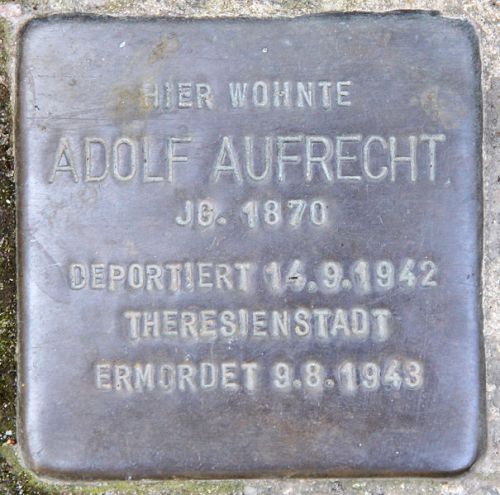 HIER WOHNTE
ADOLF AUFRECHT
JG. 1870
DEPORTIERT 14.9.1942
THERESIENSTADT
ERMORDET 9.8.1943